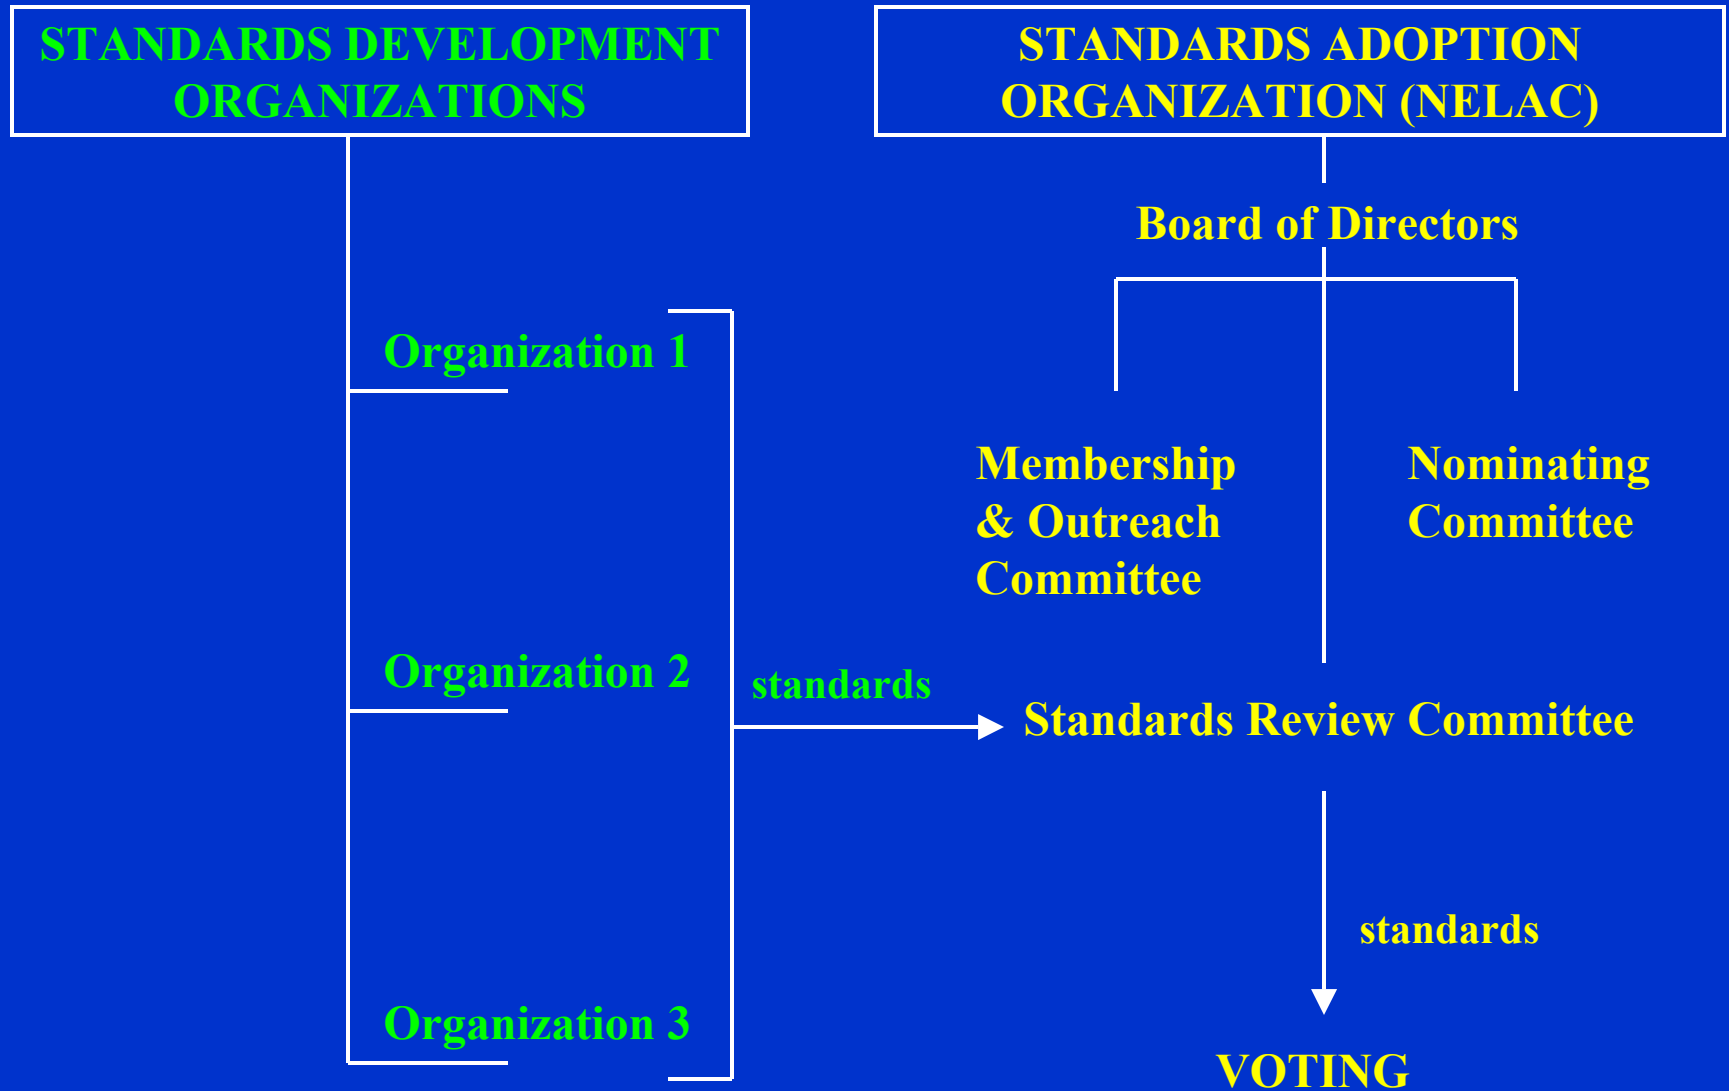 STANDARDS DEVELOPMENT
ORGANIZATIONS
STANDARDS ADOPTION
ORGANIZATION (NELAC)
Board of Directors
Organization 1
Membership
& Outreach
Committee
Nominating
Committee
Organization 2
standards
Standards Review Committee
standards
Organization 3
VOTING